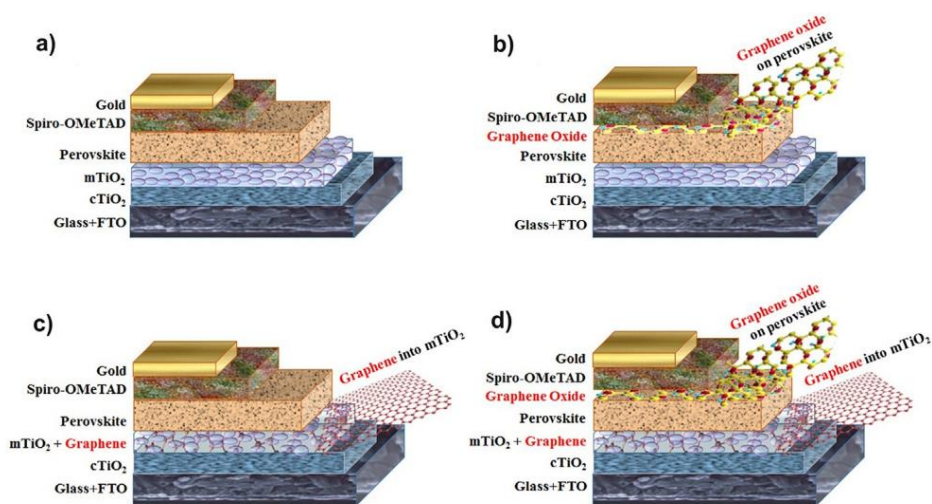 a)
Gold
Spiro-OMeTAD
Perovskite
mTiO₂
cTiO₂
Glass+FTO
b)
Graphene oxide
on perovskite
Gold
Spiro-OMeTAD
Graphene Oxide
Perovskite
mTiO₂
cTiO₂
Glass+FTO
c)
Graphene into mTiO₂
Gold
Spiro-OMeTAD
Perovskite
mTiO₂ + Graphene
cTiO₂
Glass+FTO
d)
Graphene oxide
on perovskite
Graphene into mTiO₂
Gold
Spiro-OMeTAD
Graphene Oxide
Perovskite
mTiO₂ + Graphene
cTiO₂
Glass+FTO